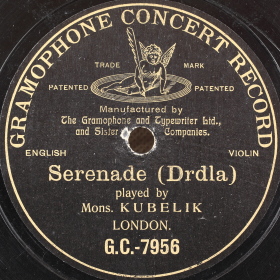 GRAMOPHONE CONCERT RECORD
TRADE MARK
PATENTED PATENTED
Manufactured by
The Gramophone and Typewriter Ltd.,
and Sister Companies.
ENGLISH VIOLIN
Serenade (Drdla)
played by
Mons. KUBELIK
LONDON.
G.C.-7956